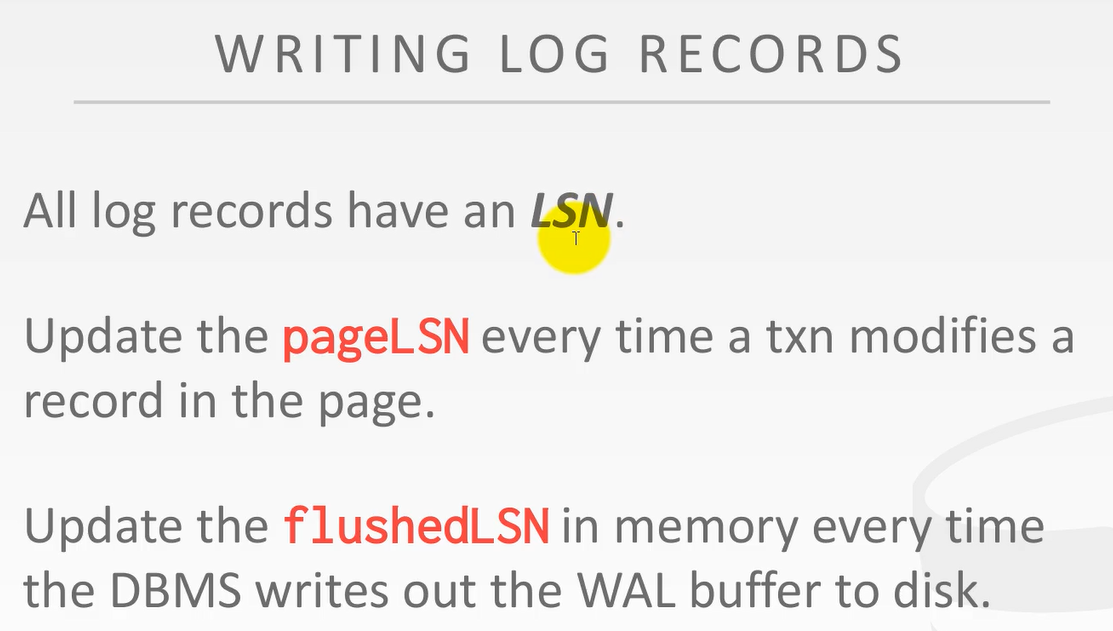 WRITING LOG RECORDS
All log records have an LSN.
Update the pageLSN every time a txn modifies a
record in the page.
Update the flushedLSN in memory every time
the DBMS writes out the WAL buffer to disk.